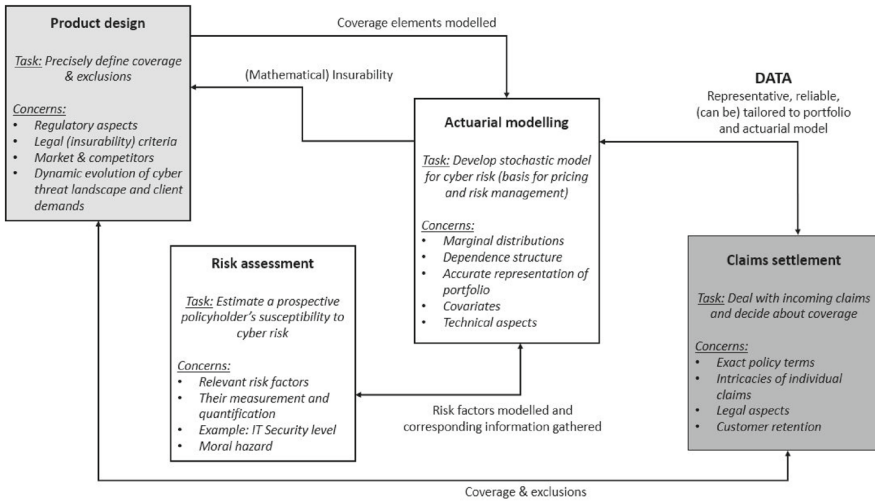 Product design
Task: Precisely define coverage
& exclusions
Concerns:
• Regulatory aspects
• Legal (insurability) criteria
• Market & competitors
• Dynamic evolution of cyber
threat landscape and client
demands
Coverage elements modelled
(Mathematical) Insurability
Actuarial modelling
Task: Develop stochastic model
for cyber risk (basis for pricing
and risk management)
Concerns:
• Marginal distributions
• Dependence structure
• Accurate representation of
portfolio
• Covariates
• Technical aspects
DATA
Representative, reliable,
(can be) tailored to portfolio
and actuarial model
Risk assessment
Task: Estimate a prospective
policyholder's susceptibility to
cyber risk
Concerns:
• Relevant risk factors
• Their measurement and
quantification
• Example: IT Security level
• Moral hazard
Risk factors modelled and
corresponding information gathered
Claims settlement
Task: Deal with incoming claims
and decide about coverage
Concerns:
• Exact policy terms
• Intricacies of individual
claims
• Legal aspects
• Customer retention
Coverage & exclusions